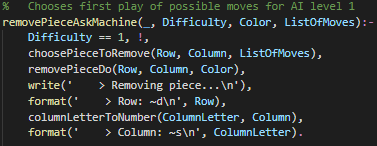 %   Chooses first play of possible moves for AI level 1
removePieceAskMachine(_, Difficulty, Color, ListOfMoves):-
    Difficulty == 1, !,
    choosePieceToRemove(Row, Column, ListOfMoves),
    removePieceDo(Row, Column, Color),
    write('    > Removing piece...\n'),
    format('    > Row: ~d\n', Row),
    columnLetterToNumber(ColumnLetter, Column),
    format('    > Column: ~s\n', ColumnLetter).